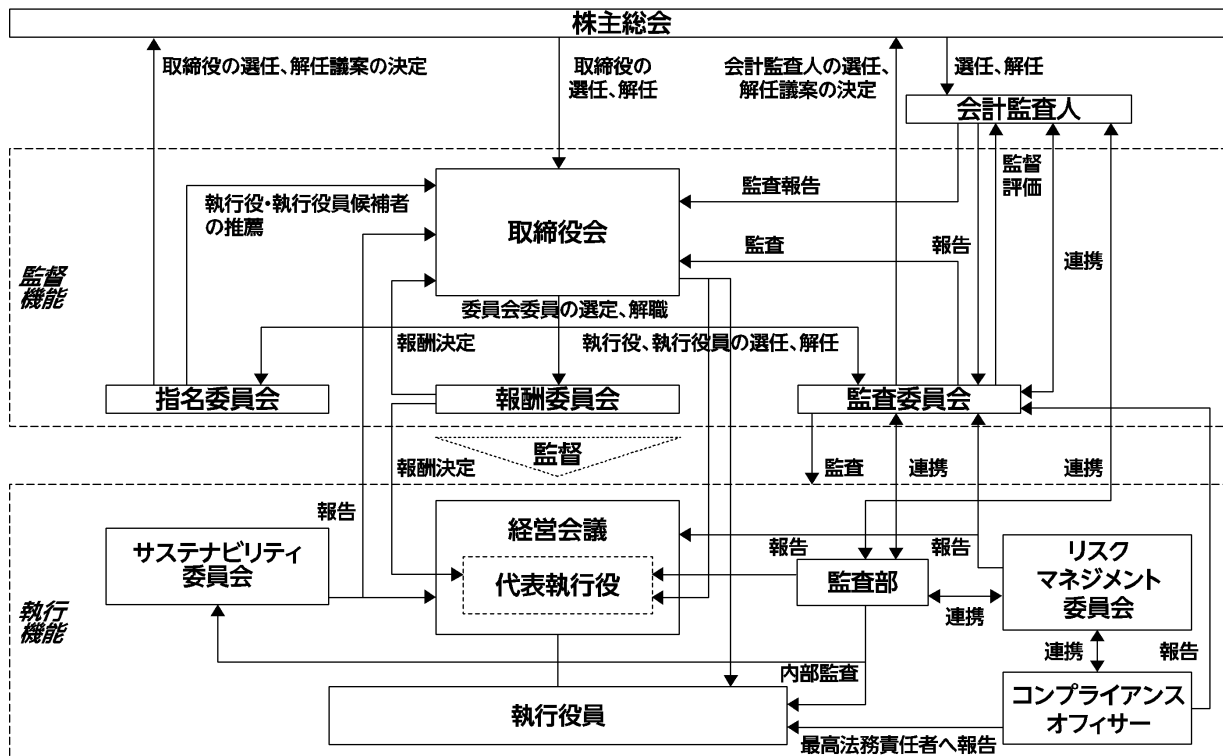 株主総会
取締役の選任、解任議案の決定
取締役の
選任、解任
会計監査人の選任、
解任議案の決定
選任、解任
会計監査人
監督
評価
執行役・執行役員候補者
の推薦
取締役会
監査報告
監査
報告
連携
監督
機能
委員会委員の選定、解職
報酬決定
執行役、執行役員の選任、解任
指名委員会
報酬委員会
監査委員会
監督
報酬決定
監査
連携
連携
報告
経営会議
代表執行役
サステナビリティ
委員会
報告
監査部
報告
リスク
マネジメント
委員会
連携
執行
機能
連携
報告
内部監査
執行役員
コンプライアンス
オフィサー
最高法務責任者へ報告